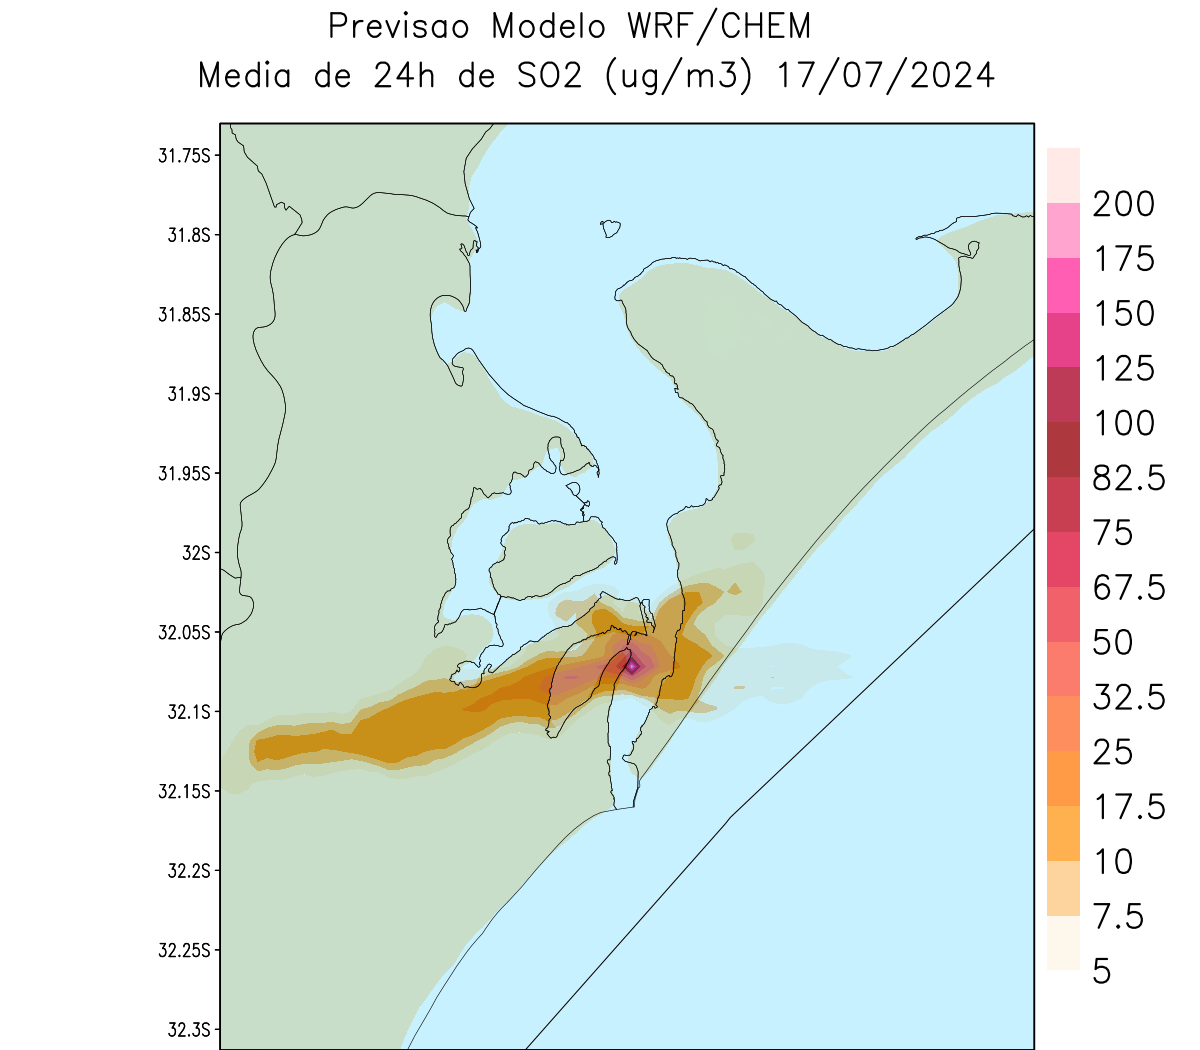 Previsao Modelo WRF/CHEM
Media de 24h de SO2 (ug/m3) 17/07/2024
31.75S
31.8S
31.85S
31.9S
31.95S
32S
32.05S
32.1S
32.15S
32.2S
32.25S
32.3S
200
175
150
125
100
82.5
75
67.5
50
32.5
25
17.5
10
7.5
5